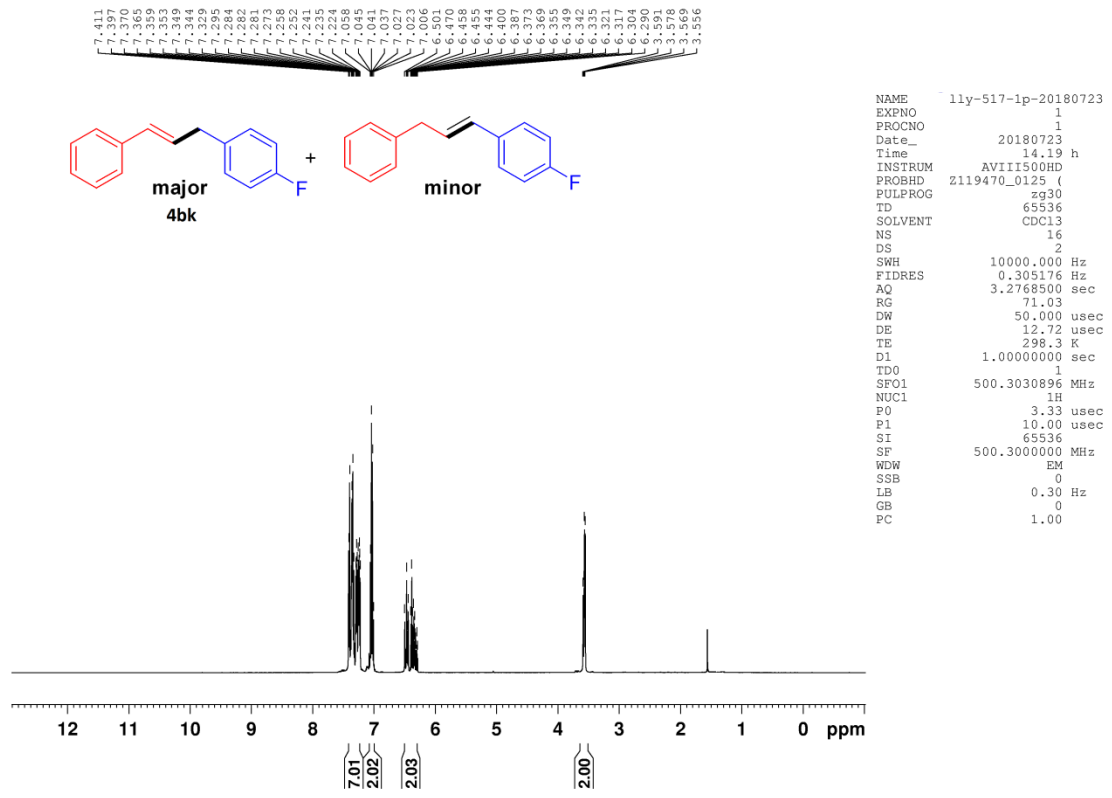 7.411
7.397
7.370
7.365
7.359
7.353
7.349
7.344
7.329
7.295
7.284
7.282
7.281
7.273
7.258
7.252
7.241
7.235
7.224
7.058
7.045
7.041
7.037
7.027
7.023
7.006
6.501
6.470
6.458
6.455
6.444
6.400
6.387
6.373
6.369
6.355
6.349
6.342
6.335
6.321
6.317
6.304
6.290
3.591
3.578
3.569
3.556
F
major
4bk
+
F
minor
NAME 11y-517-1p-20180723
EXPNO 1
PROCNO 1
Date_ 20180723
Time 14.19 h
INSTRUM AVIII500HD
PROBHD Z119470_0125 (
PULPROG zg30
TD 65536
SOLVENT CDCl3
NS 16
DS 2
SWH 10000.000 Hz
FIDRES 0.305176 Hz
AQ 3.2768500 sec
RG 71.03
DW 50.000 usec
DE 12.72 usec
TE 298.3 K
D1 1.00000000 sec
TD0 1
SFO1 500.3030896 MHz
NUC1 1H
P0 3.33 usec
P1 10.00 usec
SI 65536
SF 500.3000000 MHz
WDW EM
SSB 0
LB 0.30 Hz
GB 0
PC 1.00
12 11 10 9 8 7 6 5 4 3 2 1 0 ppm
7.01
2.02
2.03
2.00